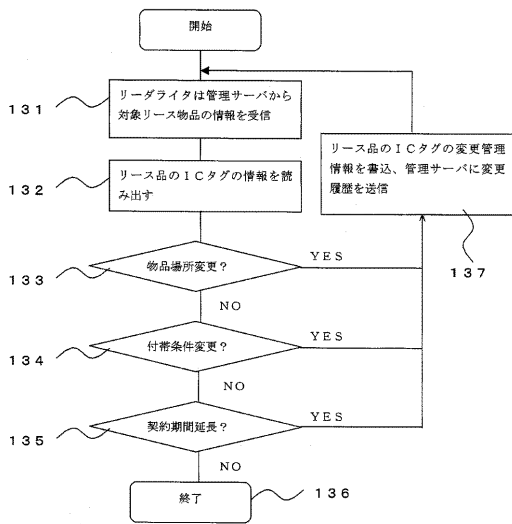 開始
131
リーダライタは管理サーバから
対象リース物品の情報を受信
132
リース品のICタグの情報を読
み出す
リース品のICタグの変更管理
情報を書込、管理サーバに変更
履歴を送信
137
133
物品場所変更?
YES
NO
134
付帯条件変更?
YES
NO
135
契約期間延長?
YES
NO
終了
136